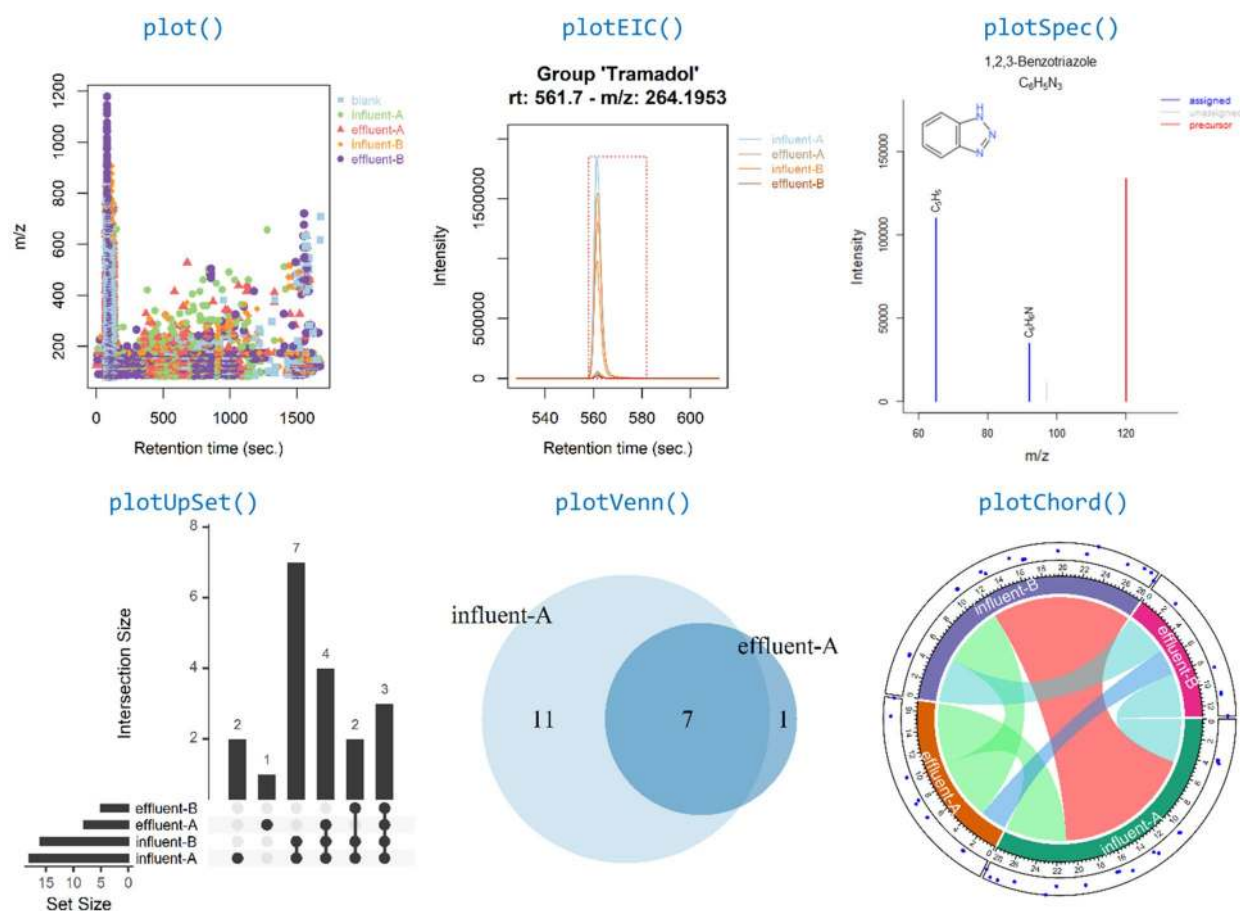 plot()
plotEIC()
plotSpec()
Group 'Tramadol'
rt: 561.7 - m/z: 264.1953
1,2,3-Benzotriazole
C₆H₅N₃
1200
1000
800
600
400
200
m/z
0 500 1000 1500
Retention time (sec.)
blank
influent-A
effluent-A
influent-B
effluent-B
Intensity
1500000
500000
0
540 560 580 600
Retention time (sec.)
influent-A
effluent-A
influent-B
effluent-B
assigned
unassigned
precursor
H
N
N
N
150000
100000
50000
0
Intensity
C₅H₅
C₆H₆N
60 80 100 120
m/z
plotUpSet()
plotVenn()
plotChord()
8
6
4
2
Intersection Size
2 1 7 4 2 3
effluent-B
effluent-A
influent-B
influent-A
15 10 5 0
Set Size
influent-A
effluent-A
11 7 1
influent-B
effluent-B
effluent-A
influent-A